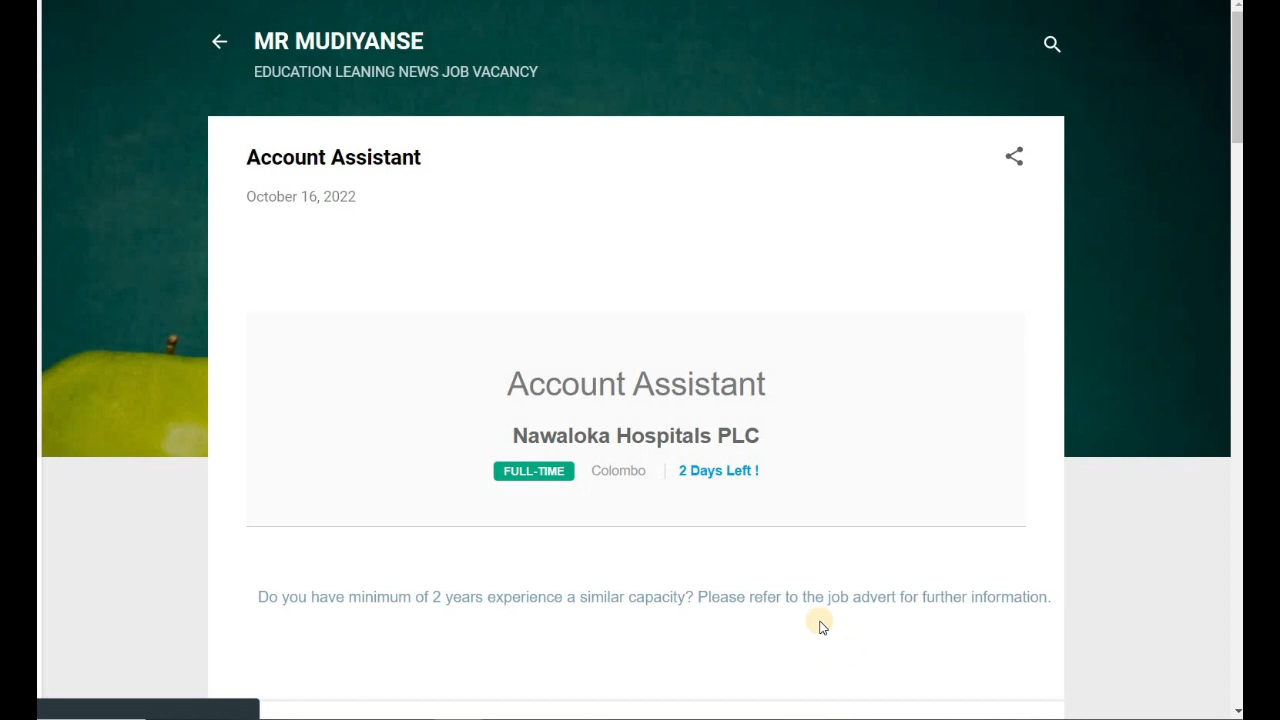 MR MUDIYANSE
EDUCATION LEANING NEWS JOB VACANCY
Account Assistant
October 16, 2022
Account Assistant
Nawaloka Hospitals PLC
FULL-TIME Colombo 2 Days Left !
Do you have minimum of 2 years experience a similar capacity? Please refer to the job advert for further information.